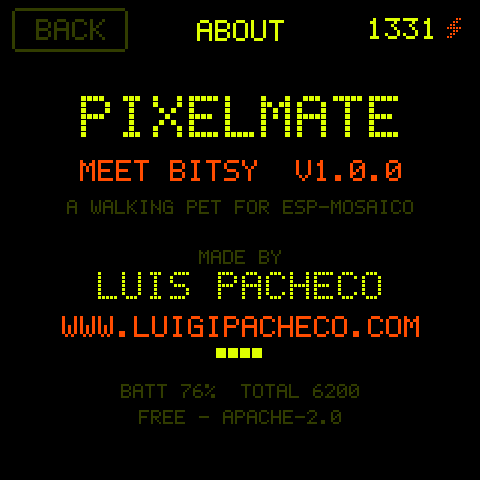 BACK ABOUT 1331
PIXELMATE
MEET BITSY V1.0.0
A WALKING PET FOR ESP-MOSAICO
MADE BY
LUIS PACHECO
WWW.LUIGIPACHECO.COM
BATT 76% TOTAL 6200
FREE - APACHE-2.0